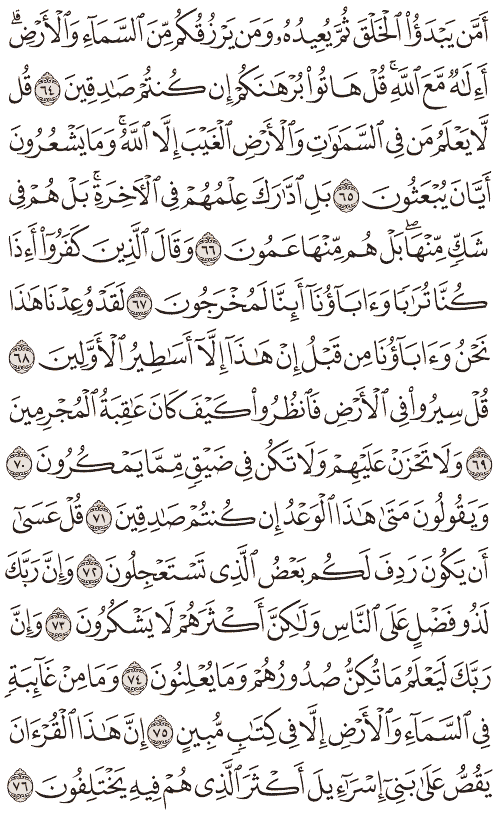 أَمَّن يَبْدَؤُا۟ ٱلْخَلْقَ ثُمَّ يُعِيدُهُۥ وَمَن يَرْزُقُكُم مِّنَ ٱلسَّمَآءِ وَٱلْأَرْضِ ۗ
أَءِلَٰهٌ مَّعَ ٱللَّهِ ۚ قُلْ هَاتُوا۟ بُرْهَٰنَكُمْ إِن كُنتُمْ صَٰدِقِينَ ٦٤ قُل
لَّا يَعْلَمُ مَن فِى ٱلسَّمَٰوَٰتِ وَٱلْأَرْضِ ٱلْغَيْبَ إِلَّا ٱللَّهُ ۚ وَمَا يَشْعُرُونَ
أَيَّانَ يُبْعَثُونَ ٦٥ بَلِ ٱدَّٰرَكَ عِلْمُهُمْ فِى ٱلْءَاخِرَةِ ۚ بَلْ هُمْ فِى
شَكٍّ مِّنْهَا ۖ بَلْ هُم مِّنْهَا عَمُونَ ٦٦ وَقَالَ ٱلَّذِينَ كَفَرُوٓا۟ أَءِذَا
كُنَّا تُرَٰبًا وَءَابَآؤُنَآ أَئِنَّا لَمُخْرَجُونَ ٦٧ لَقَدْ وُعِدْنَا هَٰذَا
نَحْنُ وَءَابَآؤُنَا مِن قَبْلُ إِنْ هَٰذَآ إِلَّآ أَسَٰطِيرُ ٱلْأَوَّلِينَ ٦٨
قُلْ سِيرُوا۟ فِى ٱلْأَرْضِ فَٱنظُرُوا۟ كَيْفَ كَانَ عَٰقِبَةُ ٱلْمُجْرِمِينَ
٦٩ وَلَا تَحْزَنْ عَلَيْهِمْ وَلَا تَكُن فِى ضَيْقٍ مِّمَّا يَمْكُرُونَ ٧٠
وَيَقُولُونَ مَتَىٰ هَٰذَا ٱلْوَعْدُ إِن كُنتُمْ صَٰدِقِينَ ٧١ قُلْ عَسَىٰٓ
أَن يَكُونَ رَدِفَ لَكُم بَعْضُ ٱلَّذِى تَسْتَعْجِلُونَ ٧٢ وَإِنَّ رَبَّكَ
لَذُو فَضْلٍ عَلَى ٱلنَّاسِ وَلَٰكِنَّ أَكْثَرَهُمْ لَا يَشْكُرُونَ ٧٣ وَإِنَّ
رَبَّكَ لَيَعْلَمُ مَا تُكِنُّ صُدُورُهُمْ وَمَا يُعْلِنُونَ ٧٤ وَمَا مِنْ غَآئِبَةٍ
فِى ٱلسَّمَآءِ وَٱلْأَرْضِ إِلَّا فِى كِتَٰبٍ مُّبِينٍ ٧٥ إِنَّ هَٰذَا ٱلْقُرْءَانَ
يَقُصُّ عَلَىٰ بَنِىٓ إِسْرَٰٓءِيلَ أَكْثَرَ ٱلَّذِى هُمْ فِيهِ يَخْتَلِفُونَ ٧٦